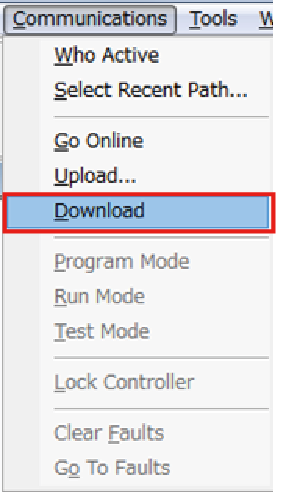 Communications Tools W
Who Active
Select Recent Path...
Go Online
Upload...
Download
Program Mode
Run Mode
Test Mode
Lock Controller
Clear Faults
Go To Faults